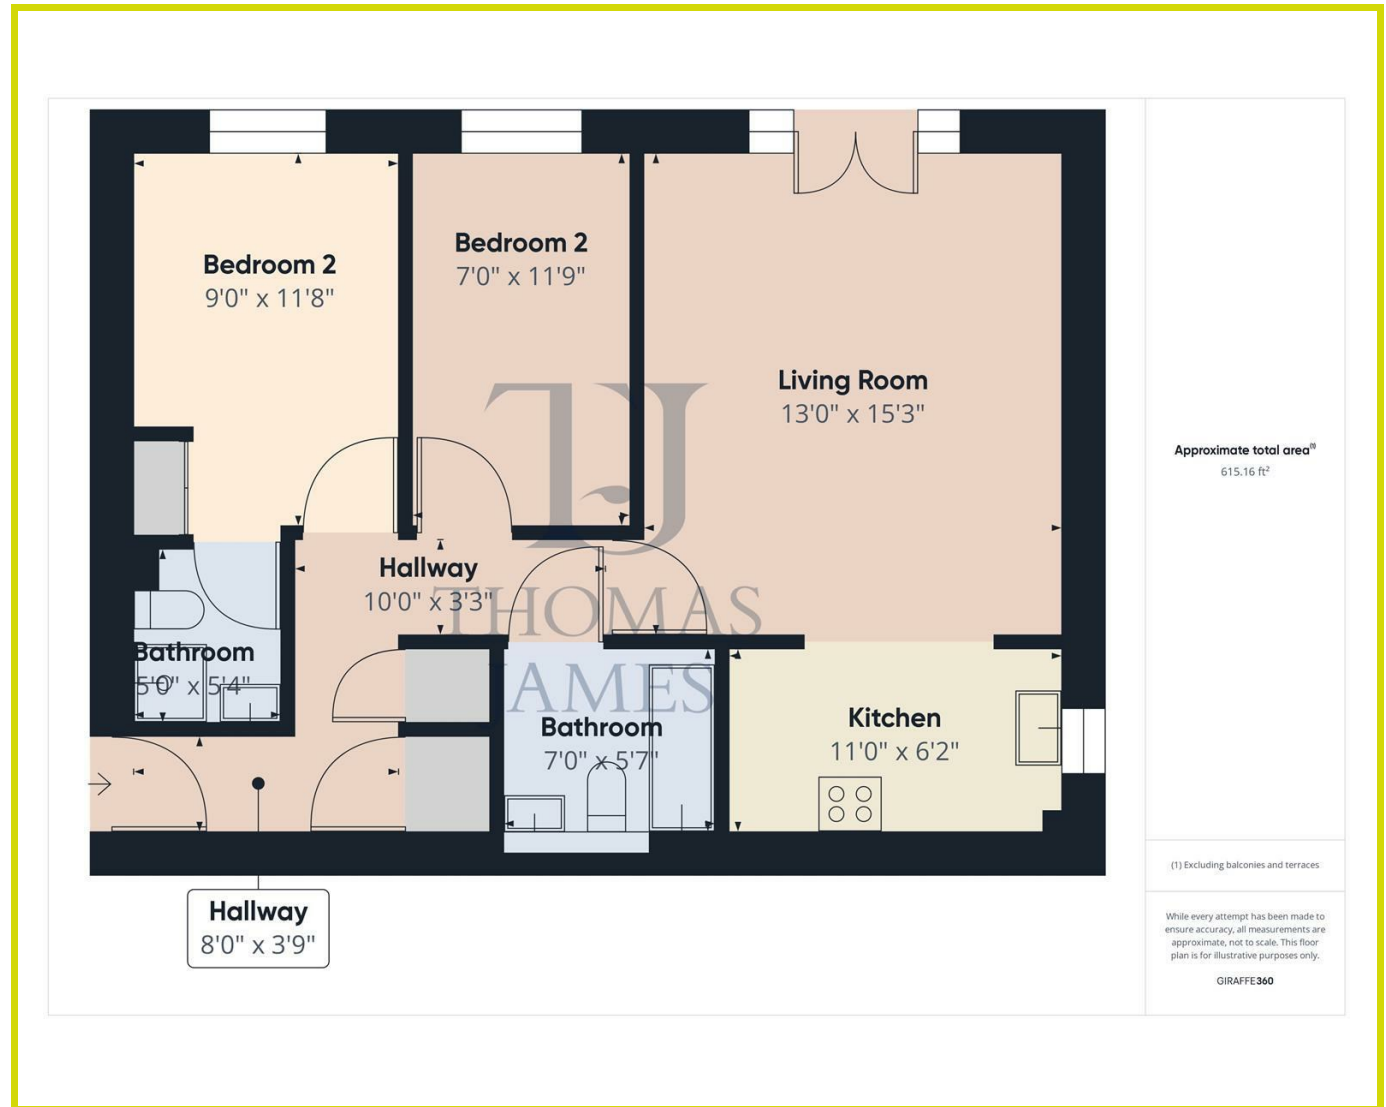 Bedroom 2
9'0" x 11'8"
Bedroom 2
7'0" x 11'9"
Living Room
13'0" x 15'3"
Hallway
10'0" x 3'3"
TJ
THOMAS
JAMES
Bathroom
5'0" x 5'4"
Bathroom
7'0" x 5'7"
Kitchen
11'0" x 6'2"
Hallway
8'0" x 3'9"
Approximate total area⁽¹⁾
615.16 ft²
(1) Excluding balconies and terraces
While every attempt has been made to
ensure accuracy, all measurements are
approximate, not to scale. This floor
plan is for illustrative purposes only.
GIRAFFE360